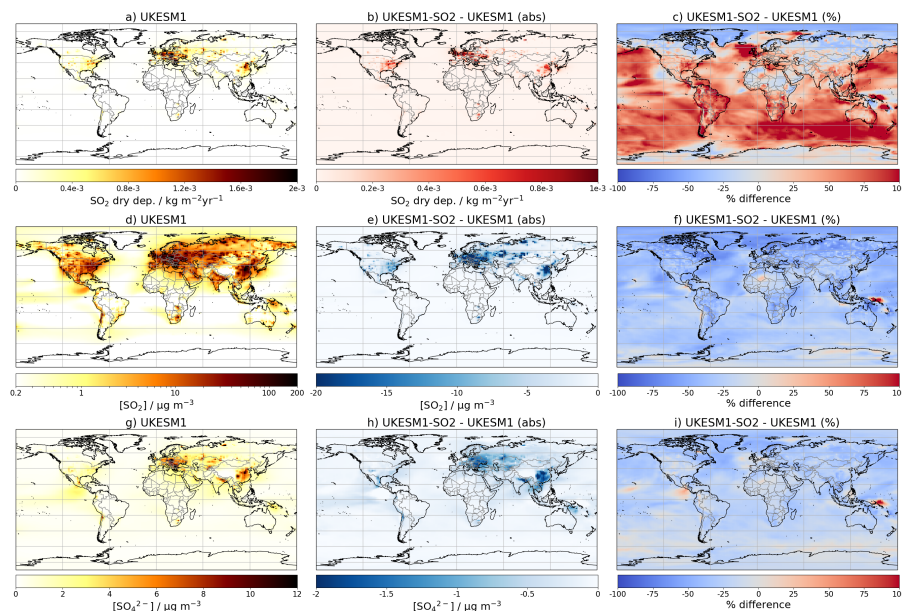 a) UKESM1
b) UKESM1-SO2 - UKESM1 (abs)
c) UKESM1-SO2 - UKESM1 (%)
0 0.4e-3 0.8e-3 1.2e-3 1.6e-3 2e-3
SO₂ dry dep. / kg m⁻²yr⁻¹
0 0.2e-3 0.4e-3 0.6e-3 0.8e-3 1e-3
SO₂ dry dep. / kg m⁻²yr⁻¹
-100 -75 -50 -25 0 25 50 75 10
% difference
d) UKESM1
e) UKESM1-SO2 - UKESM1 (abs)
f) UKESM1-SO2 - UKESM1 (%)
0.2 1 10 100 200
[SO₂] / μg m⁻³
-20 -15 -10 -5 0
[SO₂] / μg m⁻³
-100 -75 -50 -25 0 25 50 75 10
% difference
g) UKESM1
h) UKESM1-SO2 - UKESM1 (abs)
i) UKESM1-SO2 - UKESM1 (%)
0 2 4 6 8 10 12
[SO₄²⁻] / μg m⁻³
-2 -1.5 -1 -0.5 0
[SO₄²⁻] / μg m⁻³
-100 -75 -50 -25 0 25 50 75 10
% difference